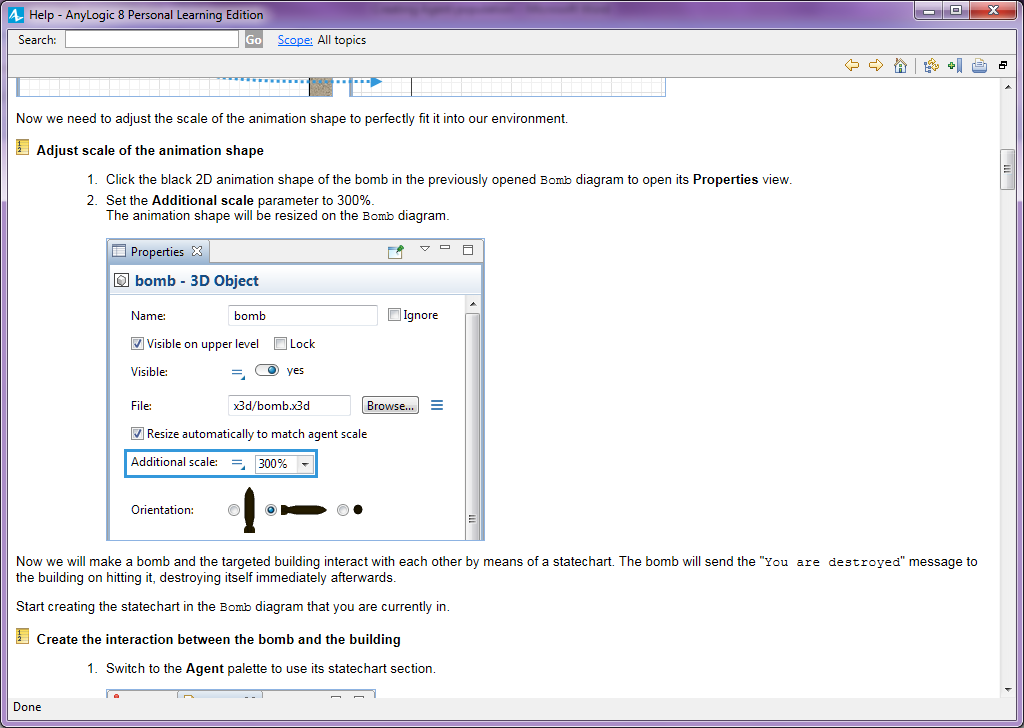 Help - AnyLogic 8 Personal Learning Edition
Search:
Go
Scope: All topics
Now we need to adjust the scale of the animation shape to perfectly fit it into our environment.
Adjust scale of the animation shape
1. Click the black 2D animation shape of the bomb in the previously opened Bomb diagram to open its Properties view.
2. Set the Additional scale parameter to 300%.
The animation shape will be resized on the Bomb diagram.
Properties
bomb - 3D Object
Name: bomb Ignore
Visible on upper level Lock
Visible: yes
File: x3d/bomb.x3d Browse...
Resize automatically to match agent scale
Additional scale: 300%
Orientation:
Now we will make a bomb and the targeted building interact with each other by means of a statechart. The bomb will send the "You are destroyed" message to
the building on hitting it, destroying itself immediately afterwards.
Start creating the statechart in the Bomb diagram that you are currently in.
Create the interaction between the bomb and the building
1. Switch to the Agent palette to use its statechart section.
Done